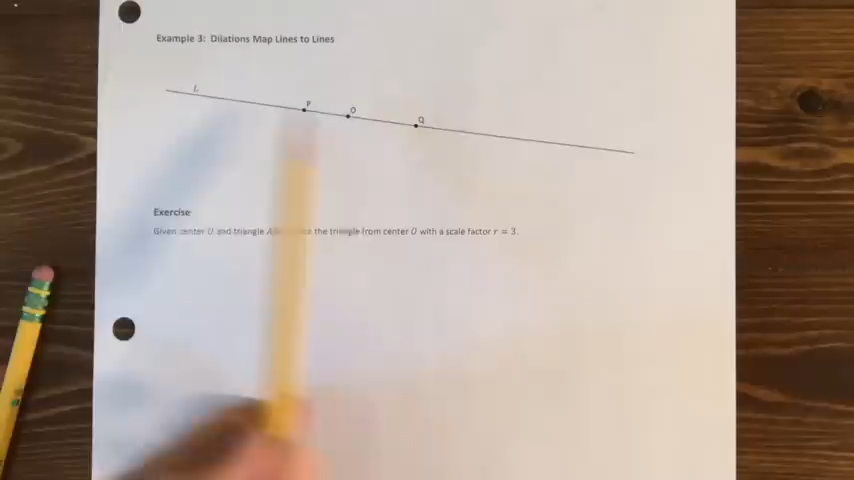 Example 3: Dilations Map Lines to Lines
L
P
O
Q
Exercise
Given center O and triangle the triangle from center O with a scale factor r = 3.